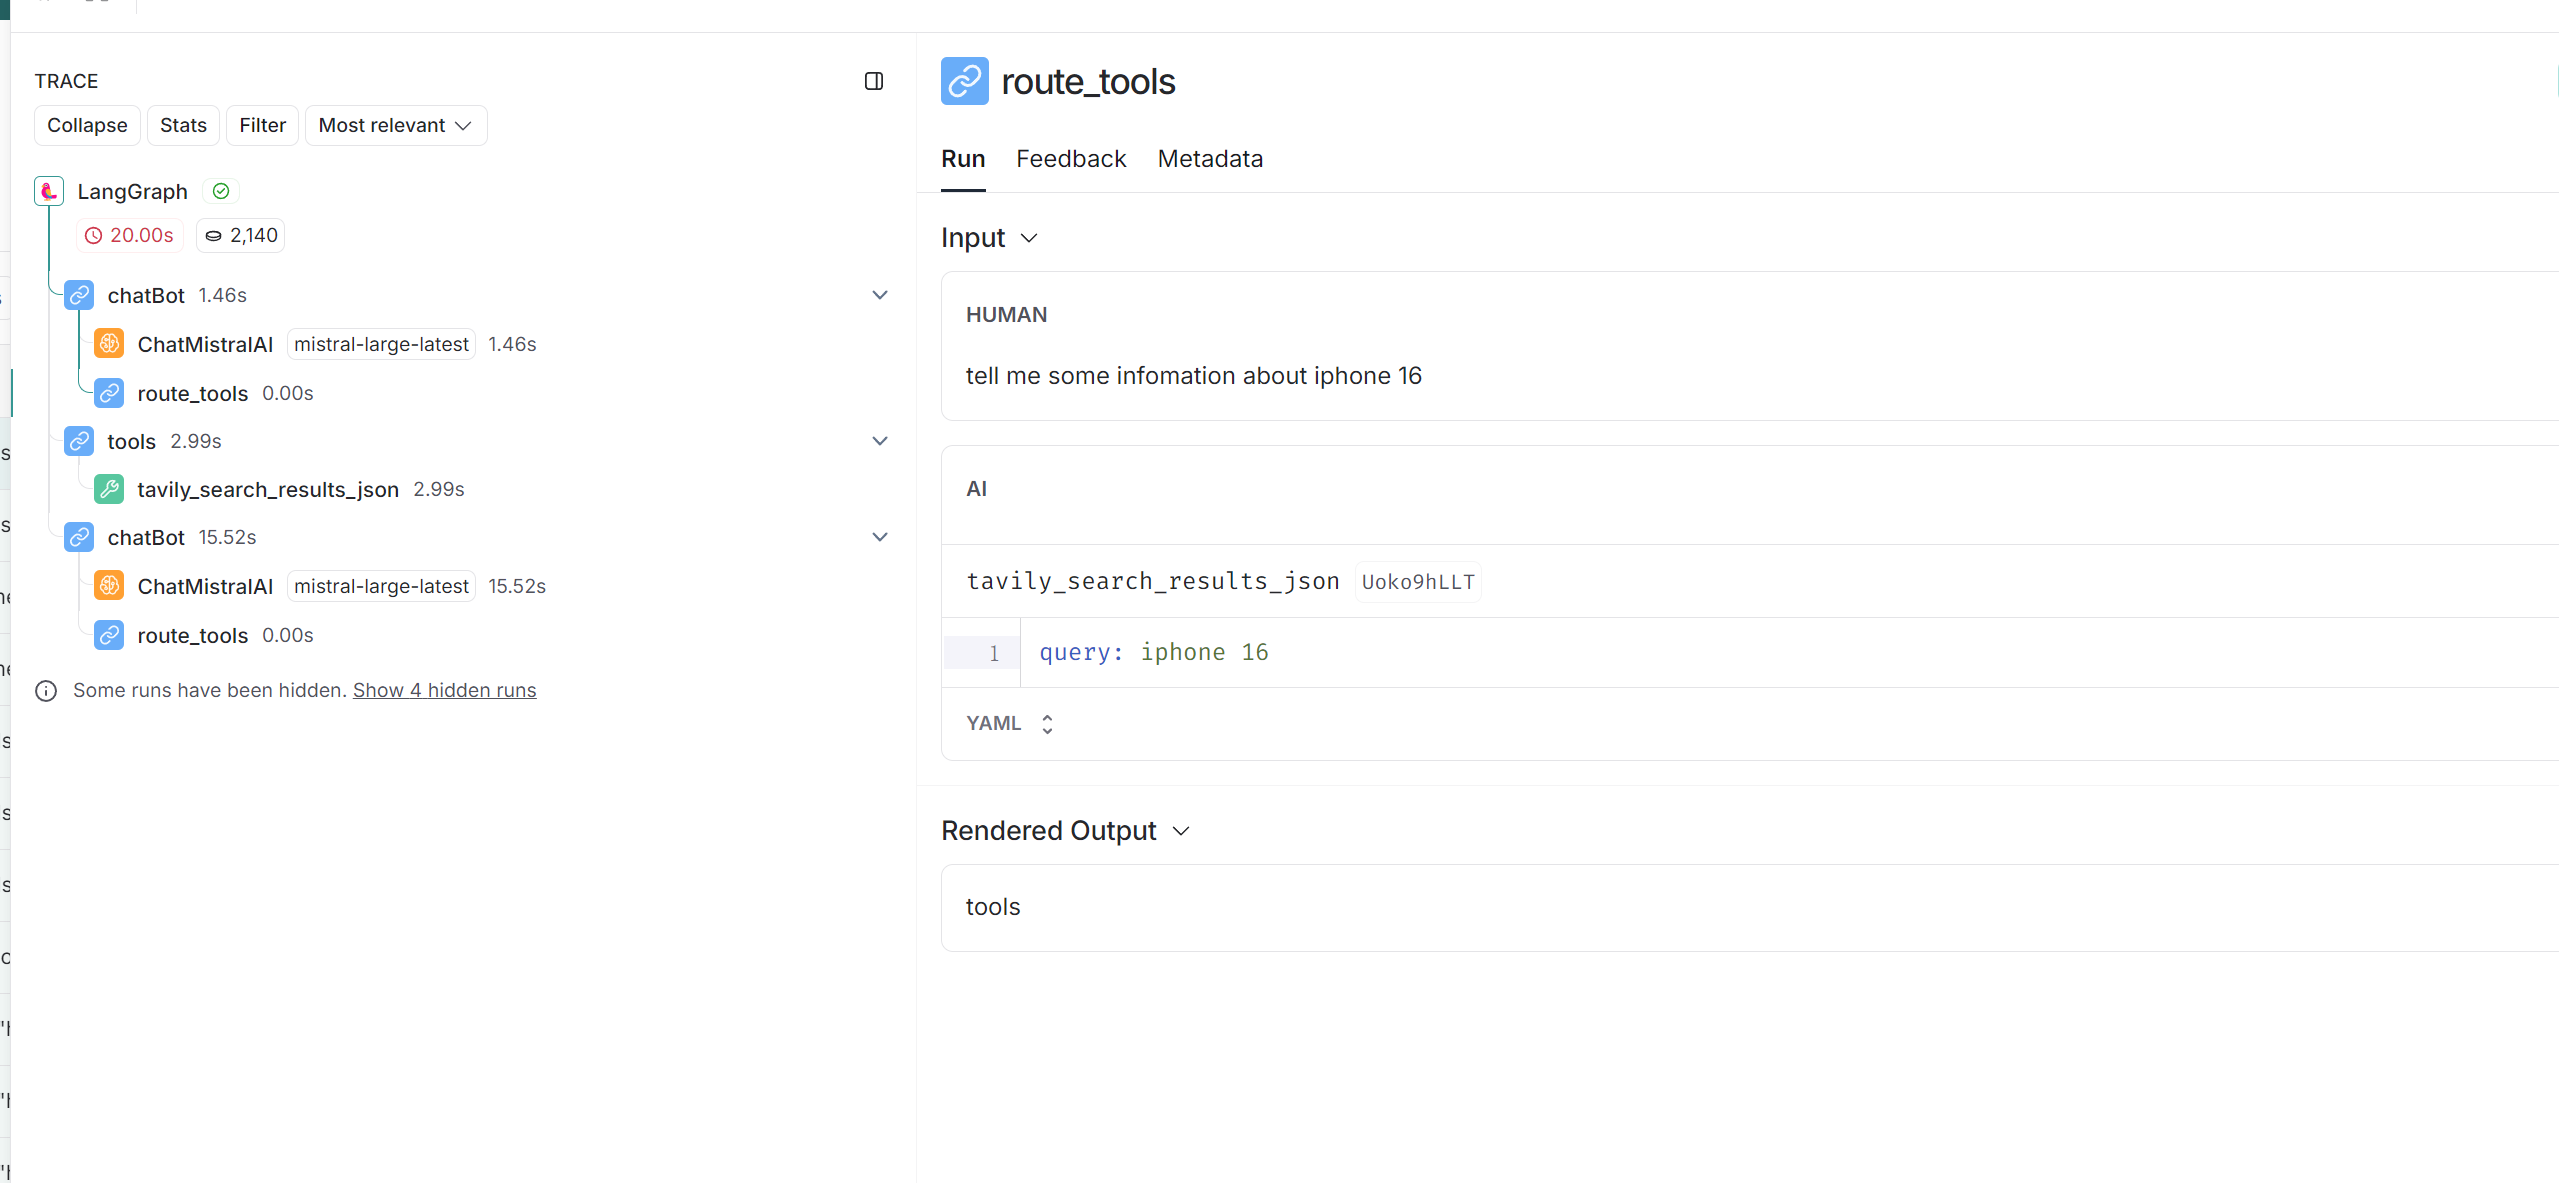 TRACE
Collapse Stats Filter Most relevant
LangGraph
20.00s 2,140
chatBot 1.46s
ChatMistralAI mistral-large-latest 1.46s
route_tools 0.00s
tools 2.99s
tavily_search_results_json 2.99s
chatBot 15.52s
ChatMistralAI mistral-large-latest 15.52s
route_tools 0.00s
Some runs have been hidden. Show 4 hidden runs
route_tools
Run Feedback Metadata
Input
HUMAN
tell me some infomation about iphone 16
AI
tavily_search_results_json Uoko9hLLT
1 query: iphone 16
YAML
Rendered Output
tools